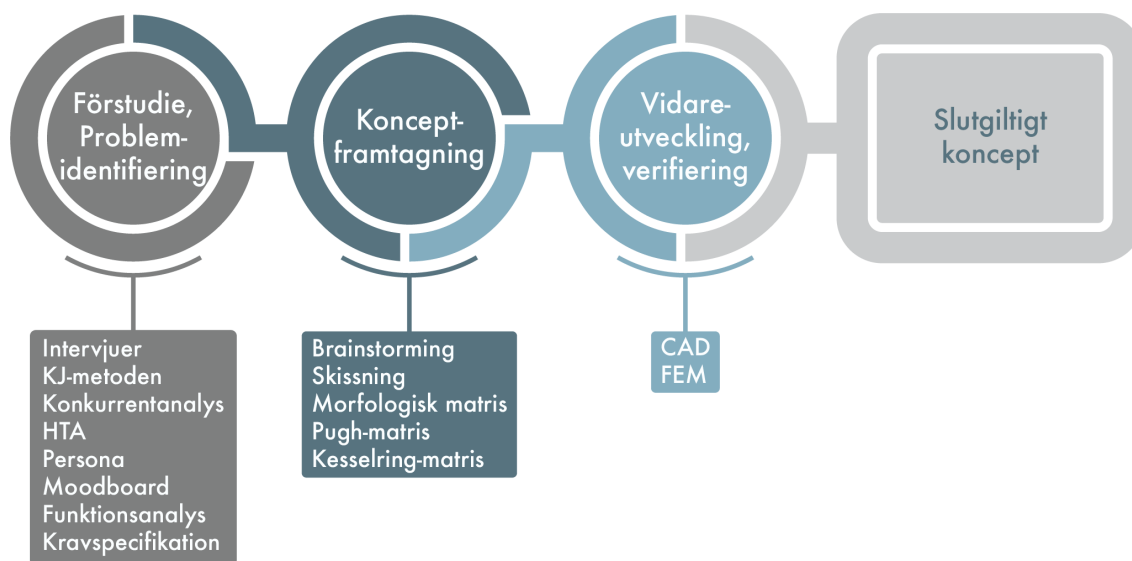 Förstudie,
Problem-
identifiering
Koncept-
framtagning
Vidare-
utveckling,
verifiering
Slutgiltigt
koncept
Intervjuer
KJ-metoden
Konkurrentanalys
HTA
Persona
Moodboard
Funktionsanalys
Kravspecifikation
Brainstorming
Skissning
Morfologisk matris
Pugh-matris
Kesselring-matris
CAD
FEM